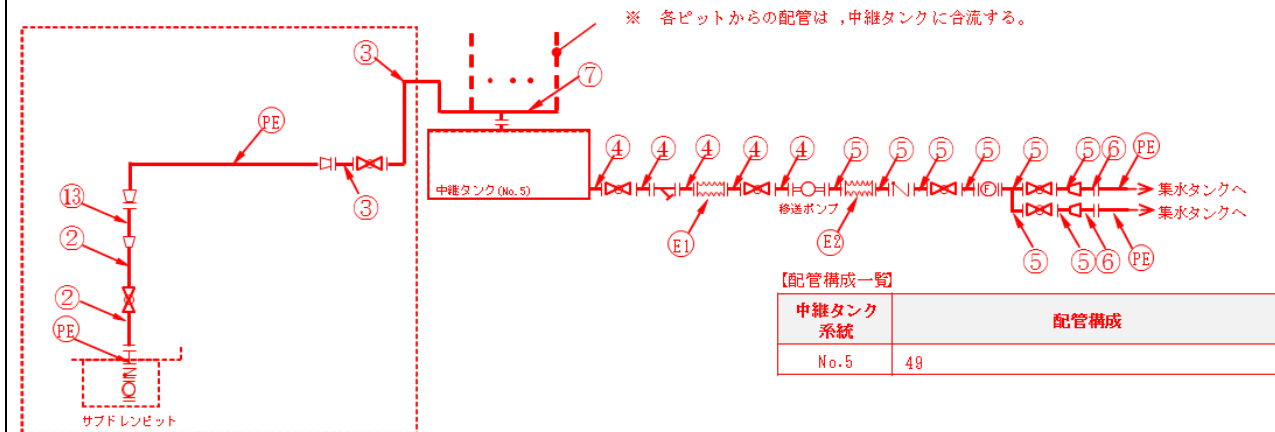 ※ 各ピットからの配管は ,中継タンクに合流する。
③
⑦
PE
中継タンク(No.5)
④ ④ ④ ④ ④ ⑤ ⑤ ⑤ ⑤ ⑤ ⑤ ⑥ PE
F
集水タンクへ
移送ポンプ
集水タンクへ
③
⑬
②
E1
E2
⑤ ⑤ ⑥ PE
②
PE
サブドレンピット
【配管構成一覧】
中継タンク
系統
配管構成
No.5
49